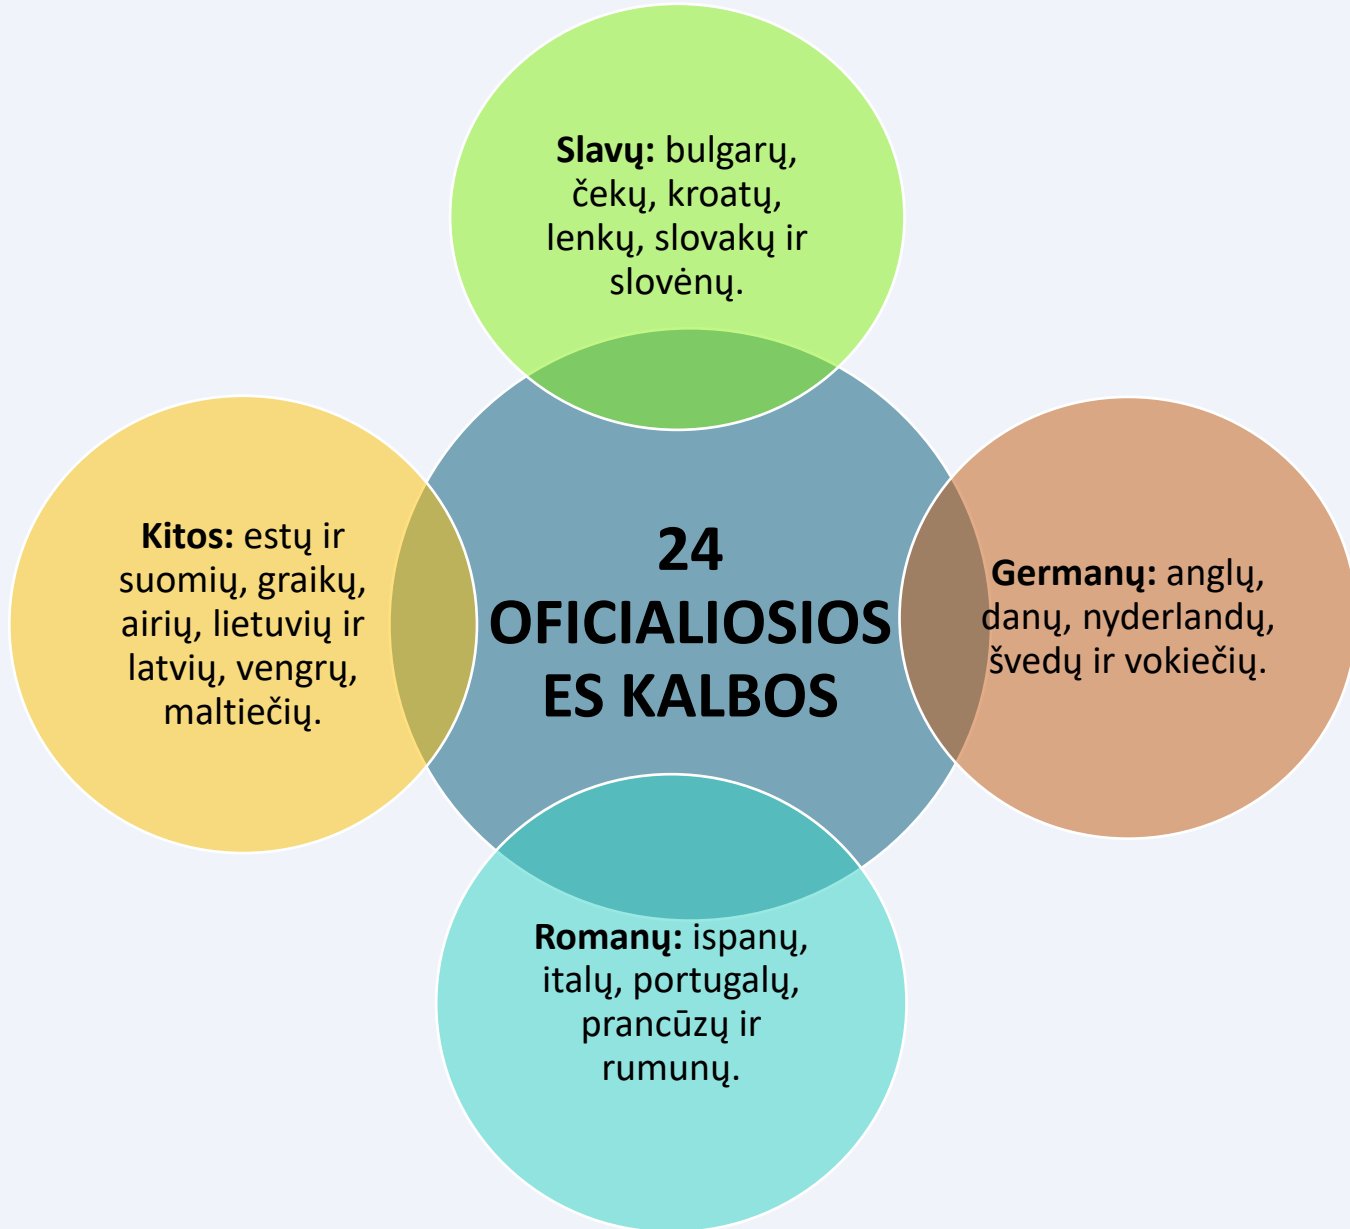 Slavų: bulgarų,
čekų, kroatų,
lenkų, slovakų ir
slovėnų.
Kitos: estų ir
suomių, graikų,
airių, lietuvių ir
latvių, vengrų,
maltiečių.
24
OFICIALIOSIOS
ES KALBOS
Germanų: anglų,
danų, nyderlandų,
švedų ir vokiečių.
Romanų: ispanų,
italų, portugalų,
prancūzų ir
rumunų.